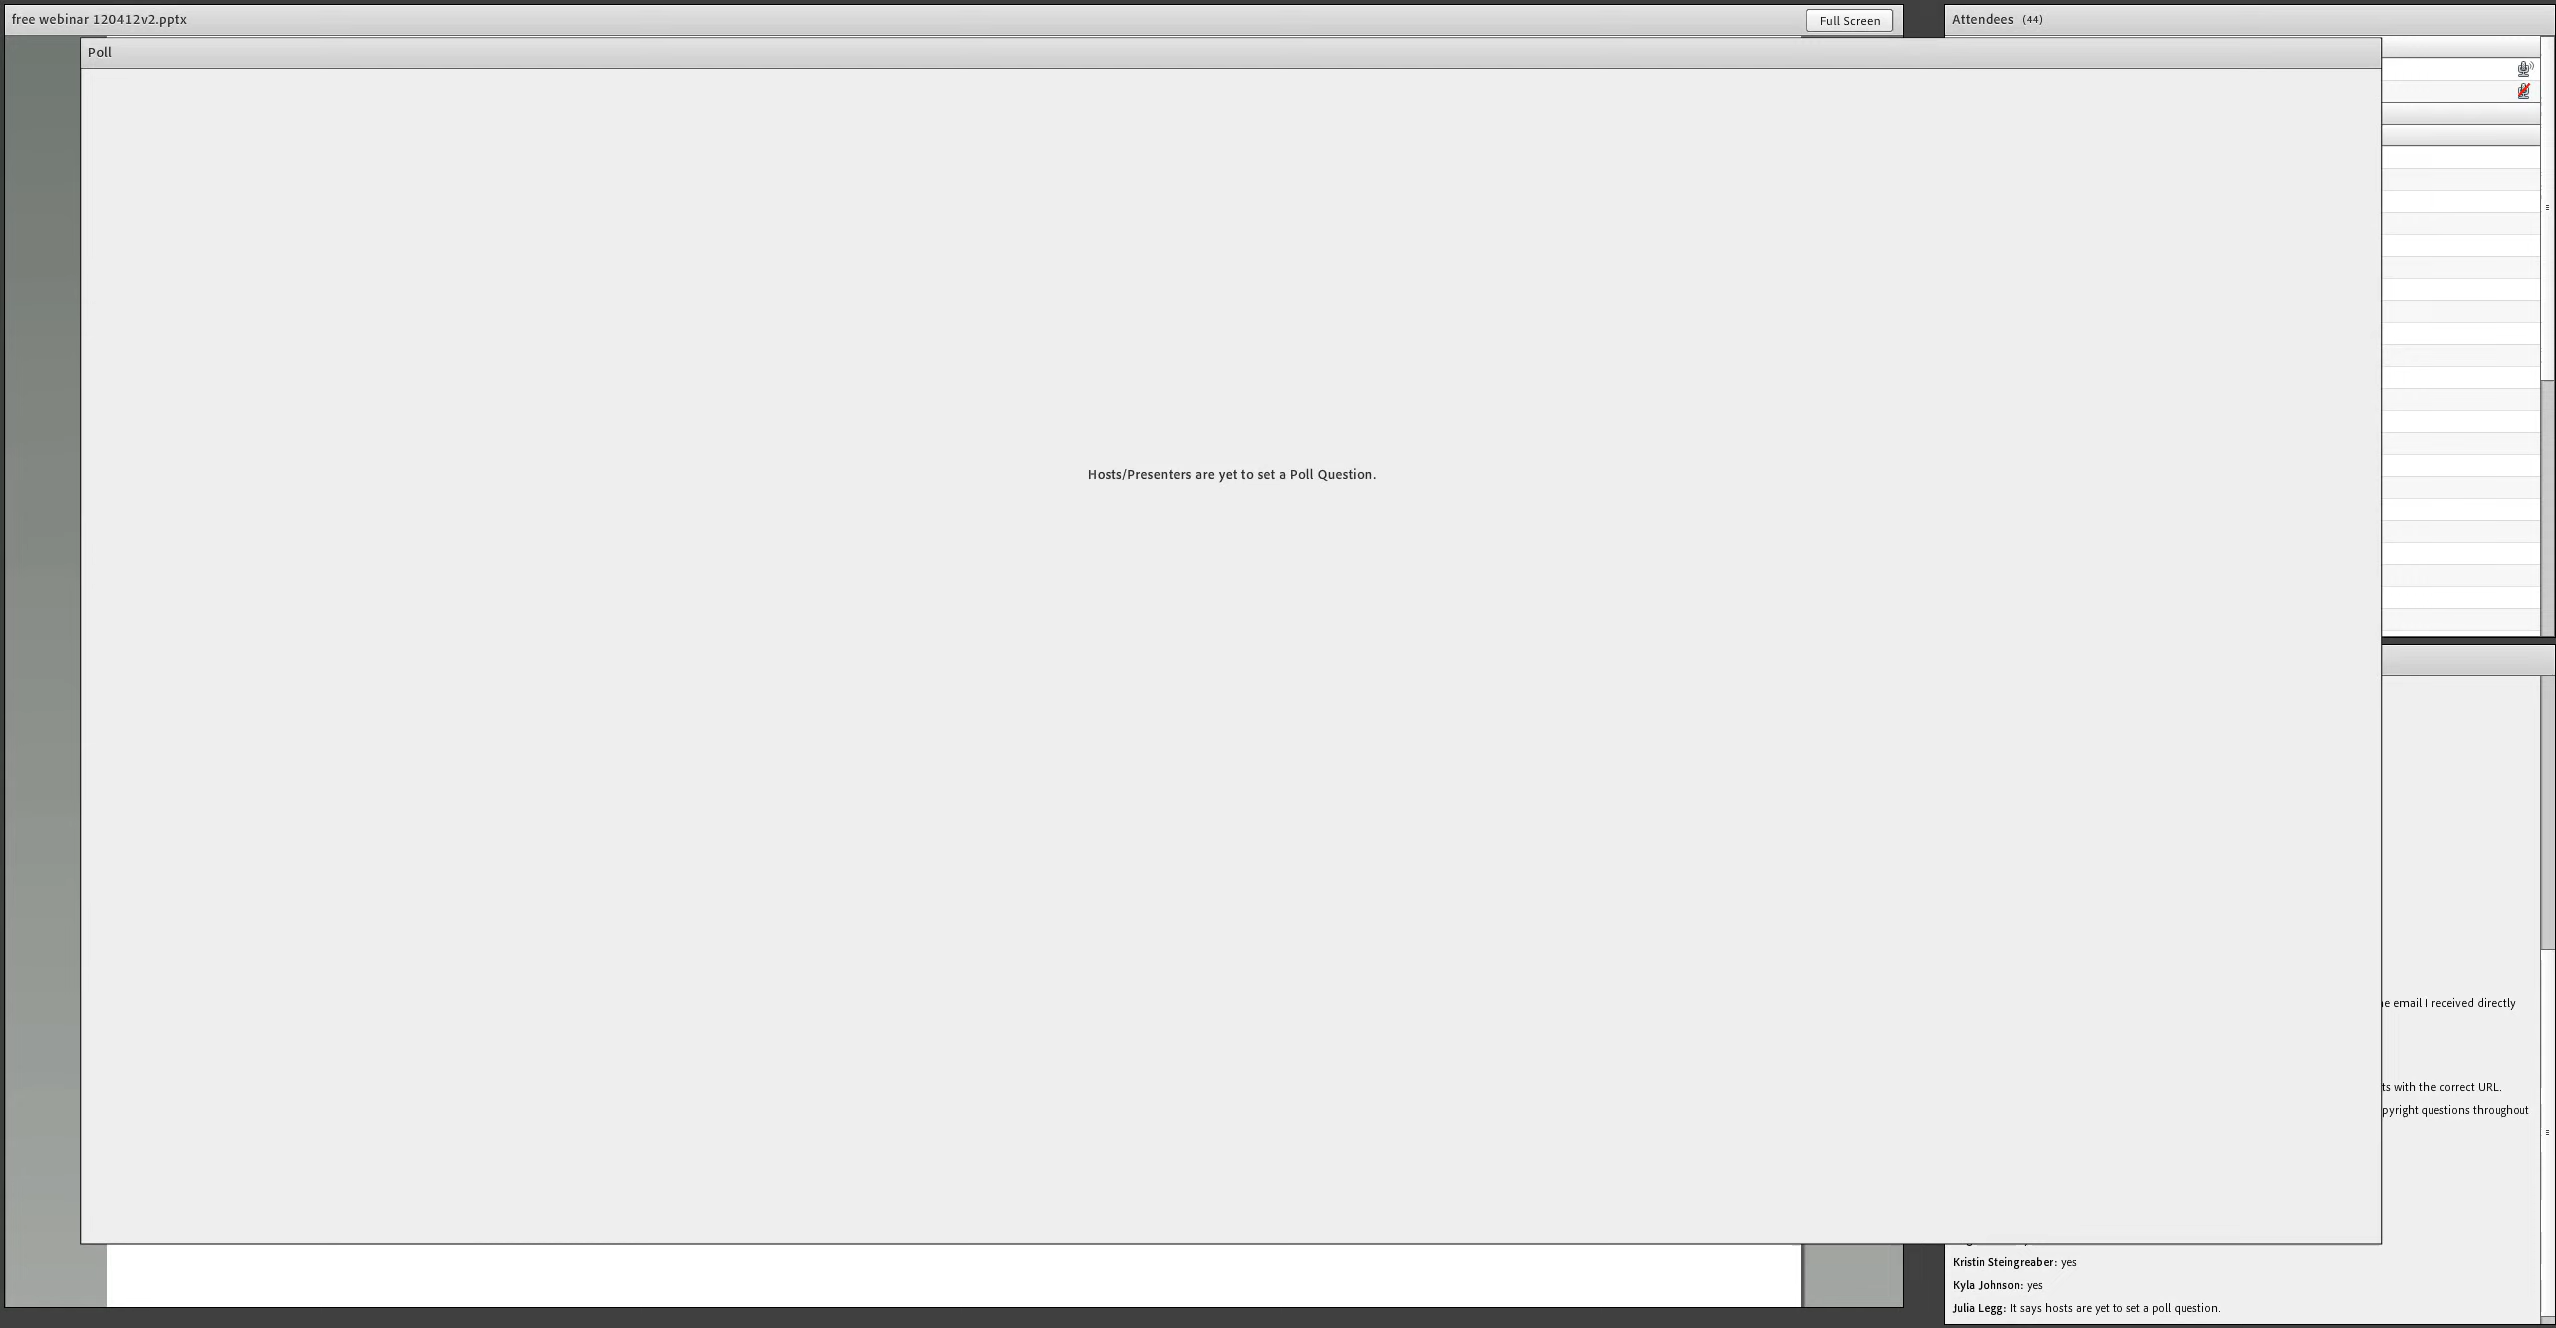 free webinar 120412v2.pptx
Full Screen
Attendees (44)
Poll
Hosts/Presenters are yet to set a Poll Question.
email I received directly
with the correct URL.
questions throughout
Kristin Steingreaber: yes
Kyla Johnson: yes
Julia Legg: It says hosts are yet to set a poll question.